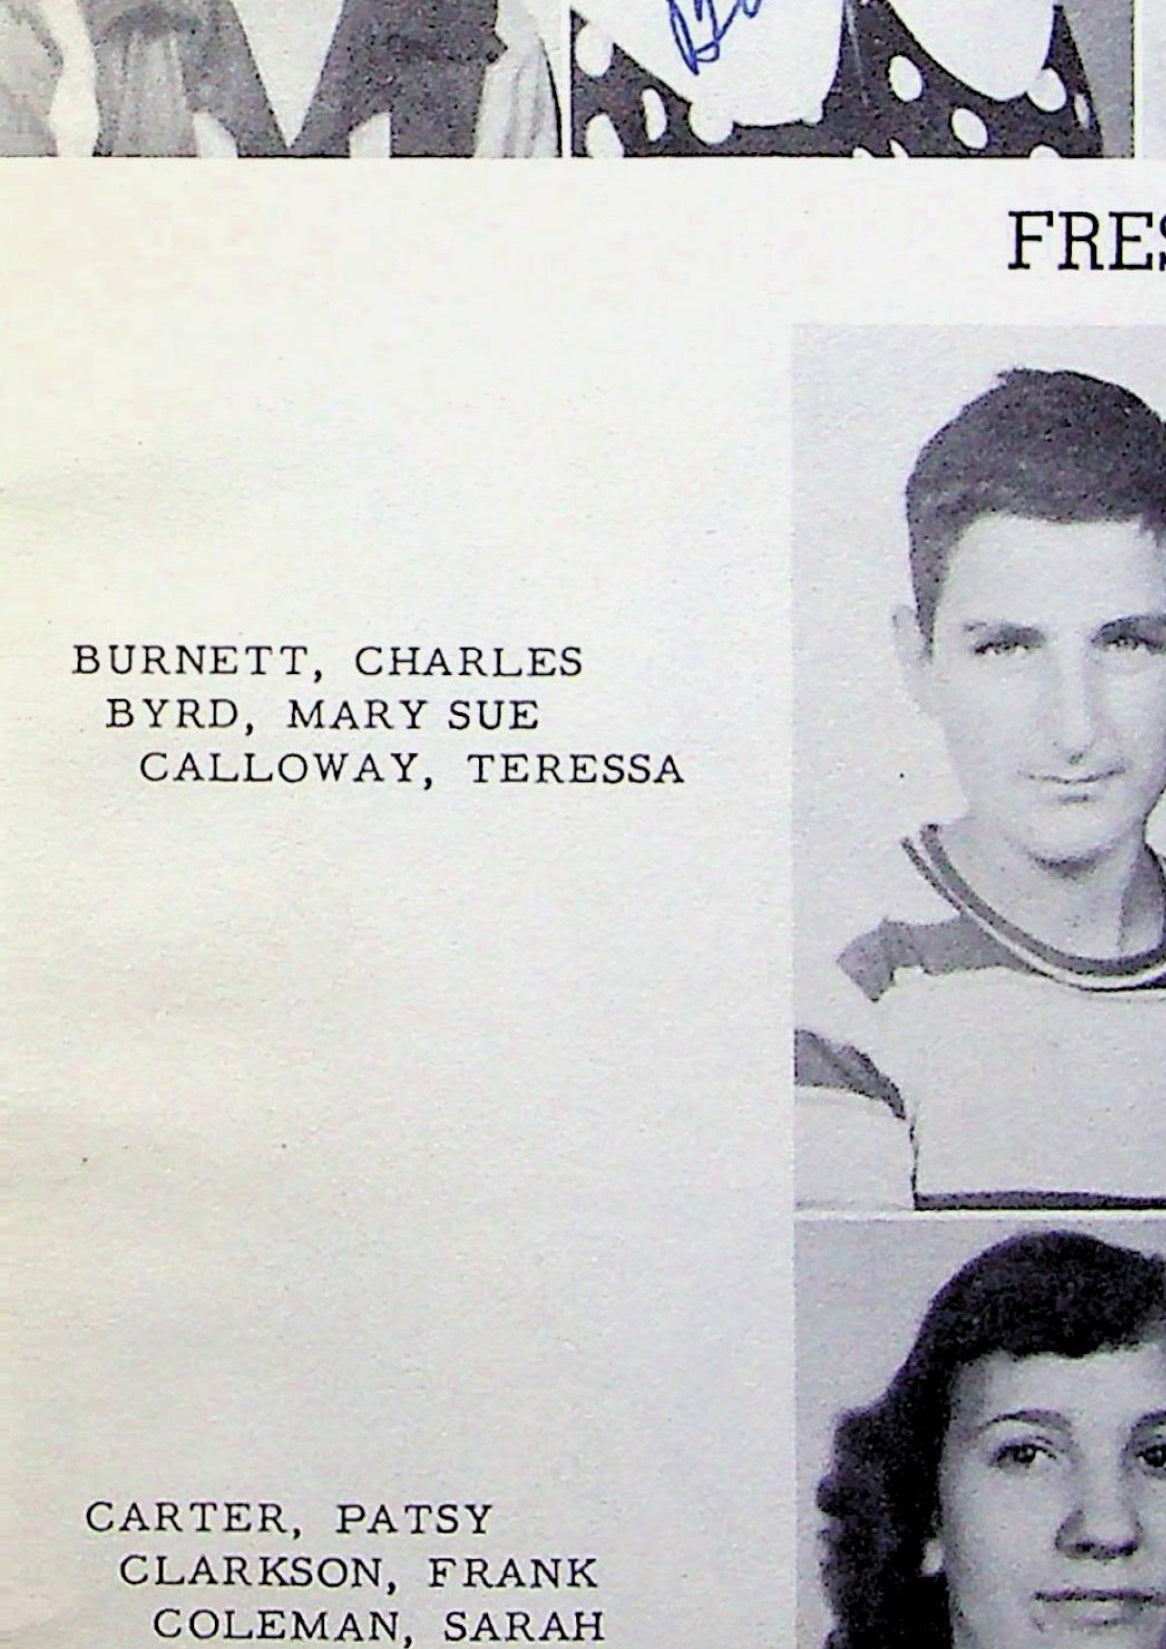 FRES
BURNETT, CHARLES
BYRD, MARY SUE
CALLOWAY, TERESSA
CARTER, PATSY
CLARKSON, FRANK
COLEMAN, SARAH